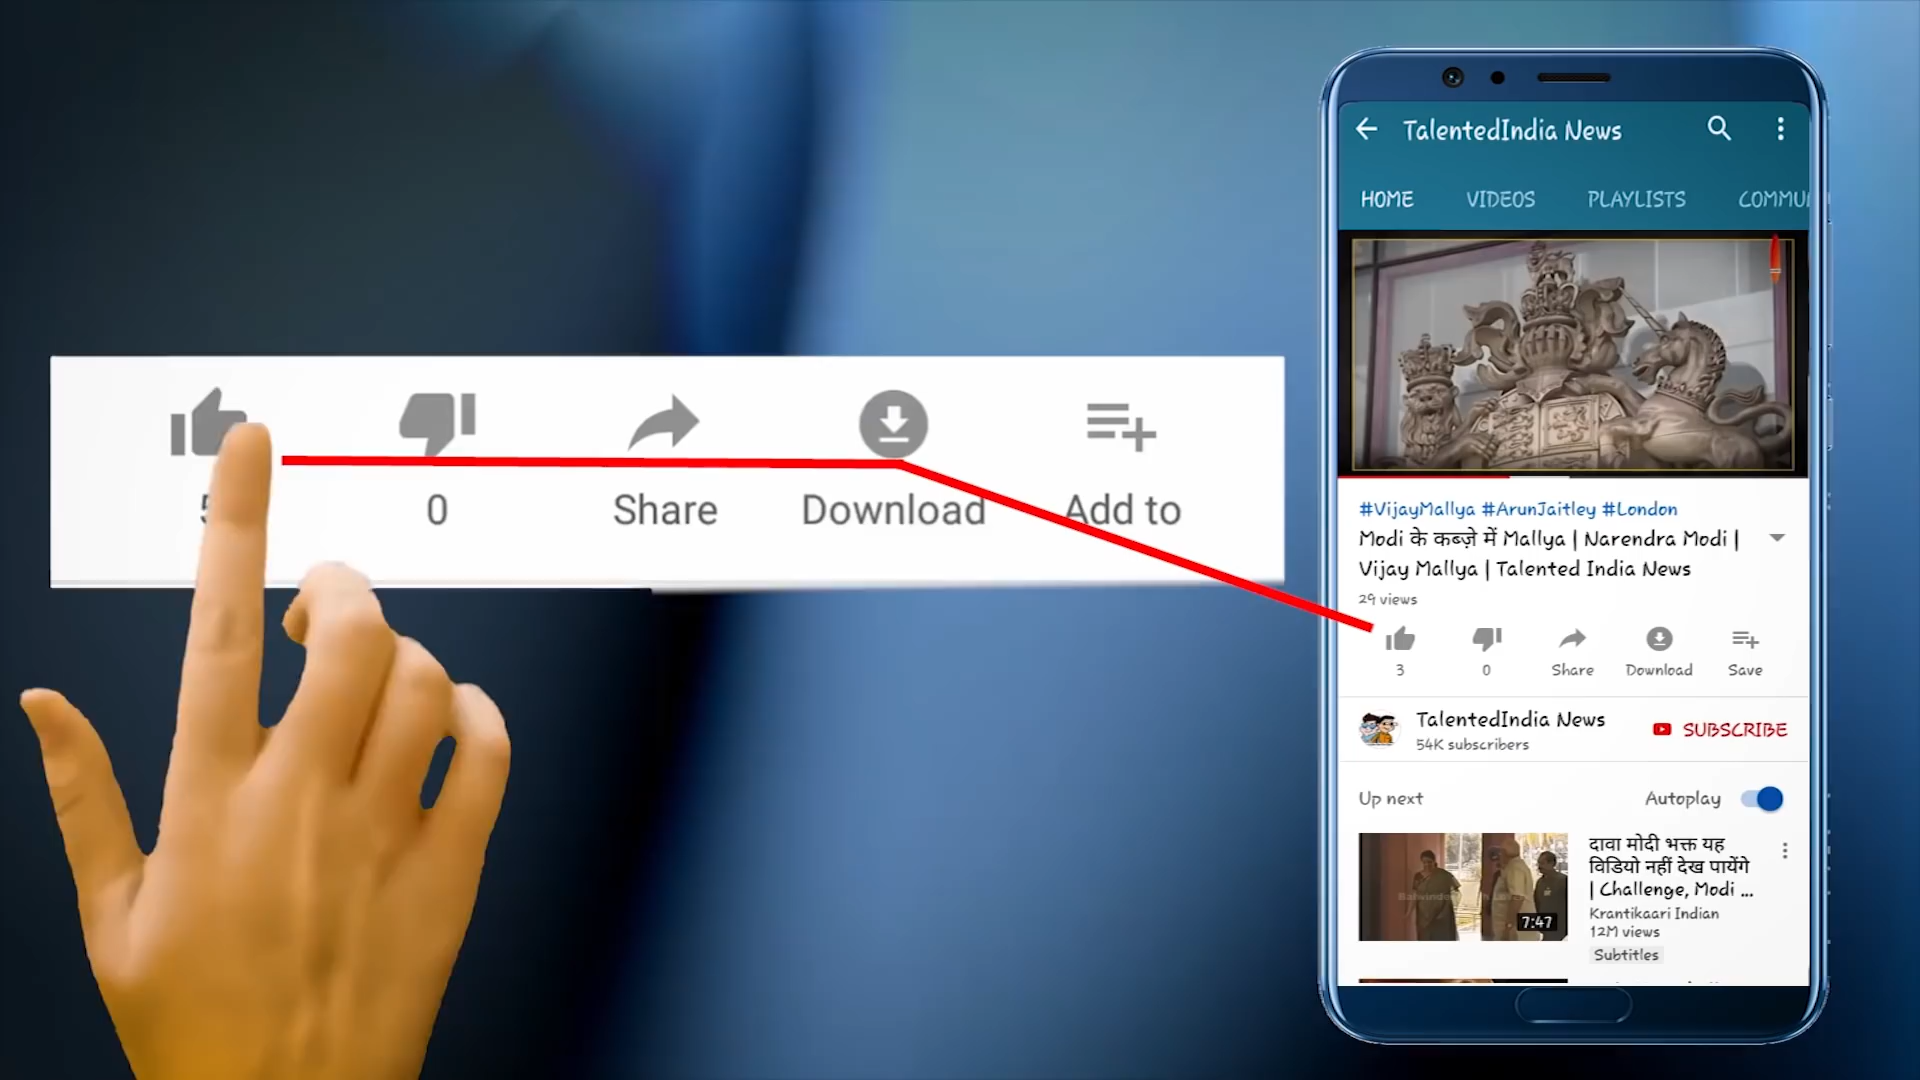 5
0
Share
Download
Add to
TalentedIndia News
HOME
VIDEOS
PLAYLISTS
COMMU
#VijayMallya #ArunJaitley #London
Modi के कब्ज़े में Mallya | Narendra Modi |
Vijay Mallya | Talented India News
29 views
3
0
Share
Download
Save
TalentedIndia News
54K subscribers
SUBSCRIBE
Up next
Autoplay
7:47
दावा मोदी भक्त यह
विडियो नहीं देख पायेंगे
| Challenge, Modi ...
Krantikaari Indian
12M views
Subtitles